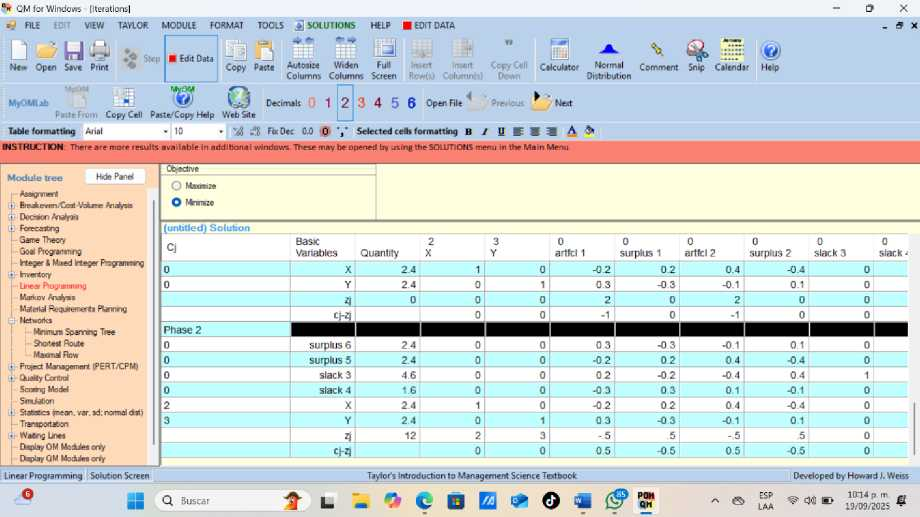 QM for Windows - [Iterations]
FILE EDIT VIEW TAYLOR MODULE FORMAT TOOLS SOLUTIONS HELP EDIT DATA
New Open Save Print Step Edit Data Copy Paste Autosize Columns Widen Columns Full Screen Insert Row(s) Insert Column(s) Copy Cell Down Calculator Normal Distribution Comment Snip Calendar Help
MyOMLab Paste From Copy Cell Paste/Copy Help Web Site Decimals 0 1 2 3 4 5 6 Open File Previous Next
Table formatting Arial 10 Fix Dec 0.0 Selected cells formatting B I U A
INSTRUCTION: There are more results available in additional windows. These may be opened by using the SOLUTIONS menu in the Main Menu.
Module tree Hide Panel
Assignment
Breakeven/Cost-Volume Analysis
Decision Analysis
Forecasting
Game Theory
Goal Programming
Integer & Mixed Integer Programming
Inventory
Linear Programming
Markov Analysis
Material Requirements Planning
Networks
Minimum Spanning Tree
Shortest Route
Maximal Flow
Project Management (PERT/CPM)
Quality Control
Scoring Model
Simulation
Statistics (mean, var, sd; normal dist)
Transportation
Waiting Lines
Display OM Modules only
Display QM Modules only
Objective
Maximize
Minimize
(untitled) Solution
Cj Basic Variables Quantity 2 X 3 Y 0 artfcl 1 0 surplus 1 0 artfcl 2 0 surplus 2 0 slack 3 0 slack 4
0 X 2.4 1 0 -0.2 0.2 0.4 -0.4 0
0 Y 2.4 0 1 0.3 -0.3 -0.1 0.1 0
zj 0 0 0 2 0 2 0 0
cj-zj 0 0 -1 0 -1 0 0
Phase 2
0 surplus 6 2.4 0 0 0.3 -0.3 -0.1 0.1 0
0 surplus 5 2.4 0 0 -0.2 0.2 0.4 -0.4 0
0 slack 3 4.6 0 0 0.2 -0.2 -0.4 0.4 1
0 slack 4 1.6 0 0 -0.3 0.3 0.1 -0.1 0
2 X 2.4 1 0 -0.2 0.2 0.4 -0.4 0
3 Y 2.4 0 1 0.3 -0.3 -0.1 0.1 0
zj 12 2 3 -.5 .5 -.5 .5 0
cj-zj 0 0 0.5 -0.5 0.5 -0.5 0
Linear Programming Solution Screen Taylor's Introduction to Management Science Textbook Developed by Howard J. Weiss
6 Buscar 85 POM QM ESP LAA 10:14 p. m. 19/09/2025